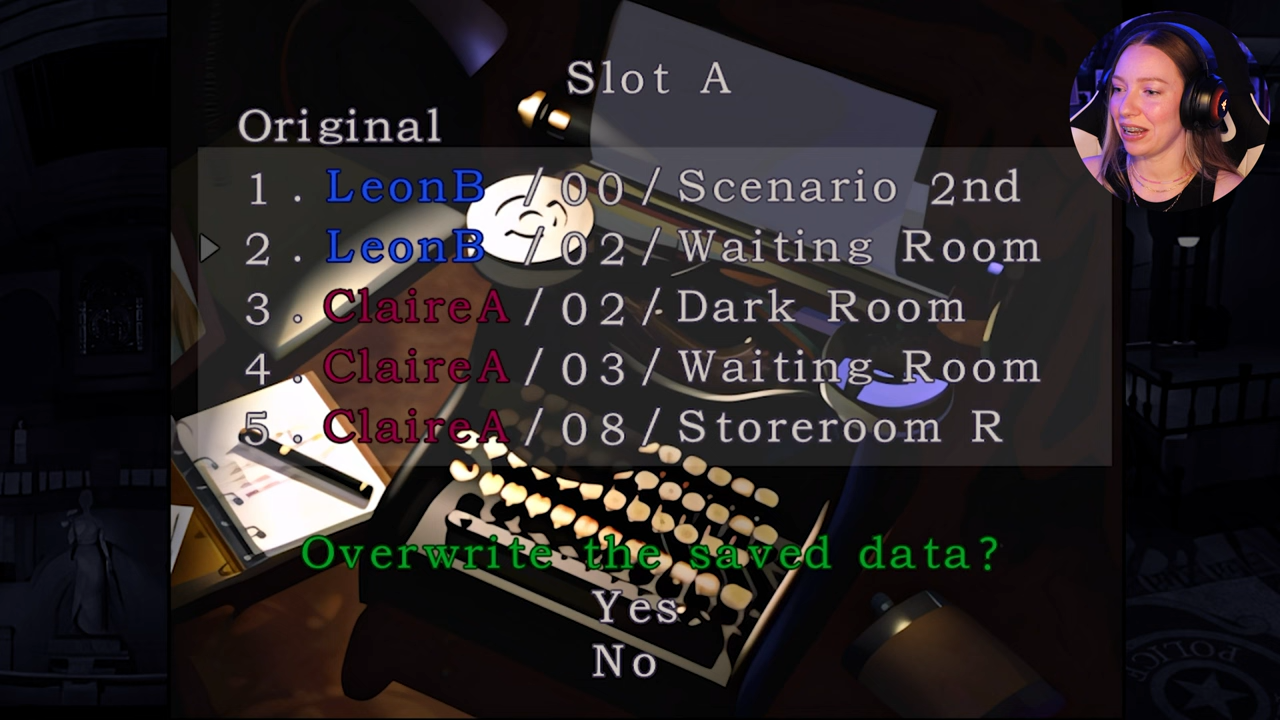 Slot A
Original
1. LeonB /00/Scenario 2nd
2. LeonB /02/Waiting Room
3. ClaireA/02/Dark Room
4. ClaireA/03/Waiting Room
5. ClaireA/08/Storeroom R
Overwrite the saved data?
Yes
No
POLICE